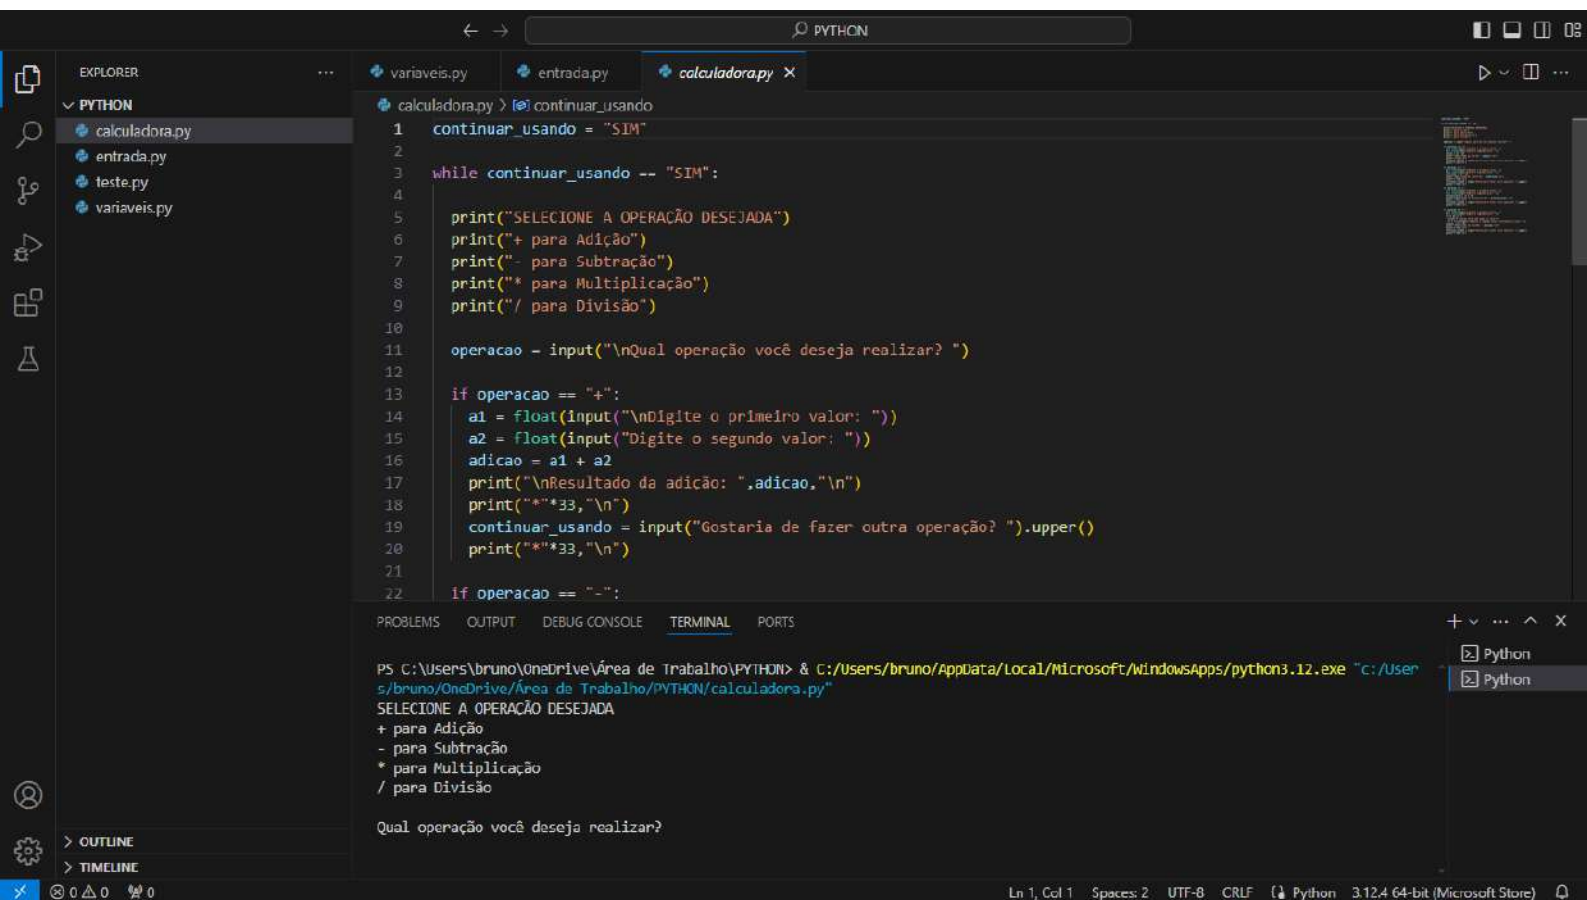 PYTHON
EXPLORER
variaveis.py
entrada.py
calculadora.py
PYTHON
calculadora.py
entrada.py
teste.py
variaveis.py
calculadora.py > continuar_usando
1 continuar_usando = "SIM"
2
3 while continuar_usando == "SIM":
4
5 print("SELECIONE A OPERAÇÃO DESEJADA")
6 print("+ para Adição")
7 print("- para Subtração")
8 print("* para Multiplicação")
9 print("/ para Divisão")
10
11 operacao = input("\nQual operação você deseja realizar? ")
12
13 if operacao == "+":
14 a1 = float(input("\nDigite o primeiro valor: "))
15 a2 = float(input("Digite o segundo valor: "))
16 adicao = a1 + a2
17 print("\nResultado da adição: ",adicao,"\n")
18 print("*"*33,"\n")
19 continuar_usando = input("Gostaria de fazer outra operação? ").upper()
20 print("*"*33,"\n")
21
22 if operacao == "-":
PROBLEMS OUTPUT DEBUG CONSOLE TERMINAL PORTS
PS C:\Users\bruno\OneDrive\Área de Trabalho\PYTHON> & C:/Users/bruno/AppData/Local/Microsoft/WindowsApps/python3.12.exe "c:/User
s/bruno/OneDrive/Área de Trabalho/PYTHON/calculadora.py"
SELECIONE A OPERAÇÃO DESEJADA
+ para Adição
- para Subtração
* para Multiplicação
/ para Divisão
Qual operação você deseja realizar?
Python
Python
OUTLINE
TIMELINE
0 0 0
Ln 1, Col 1 Spaces: 2 UTF-8 CRLF Python 3.12.4 64-bit (Microsoft Store)